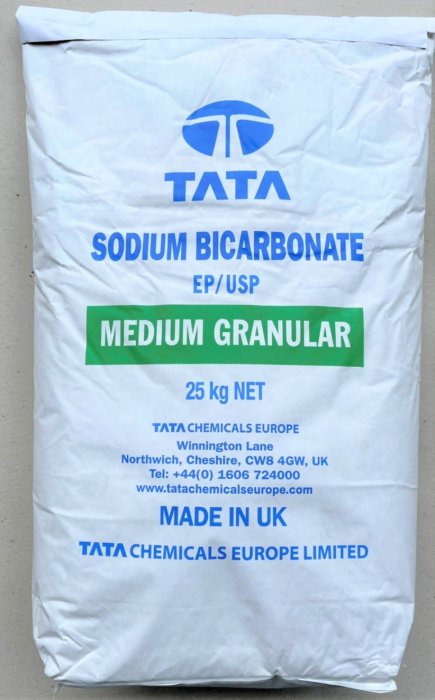 TATA
SODIUM BICARBONATE
EP/USP
MEDIUM GRANULAR
25 kg NET
TATA CHEMICALS EUROPE
Winnington Lane
Northwich, Cheshire, CW8 4GW, UK
Tel: +44(0) 1606 724000
www.tatachemicalseurope.com
MADE IN UK
TATA CHEMICALS EUROPE LIMITED